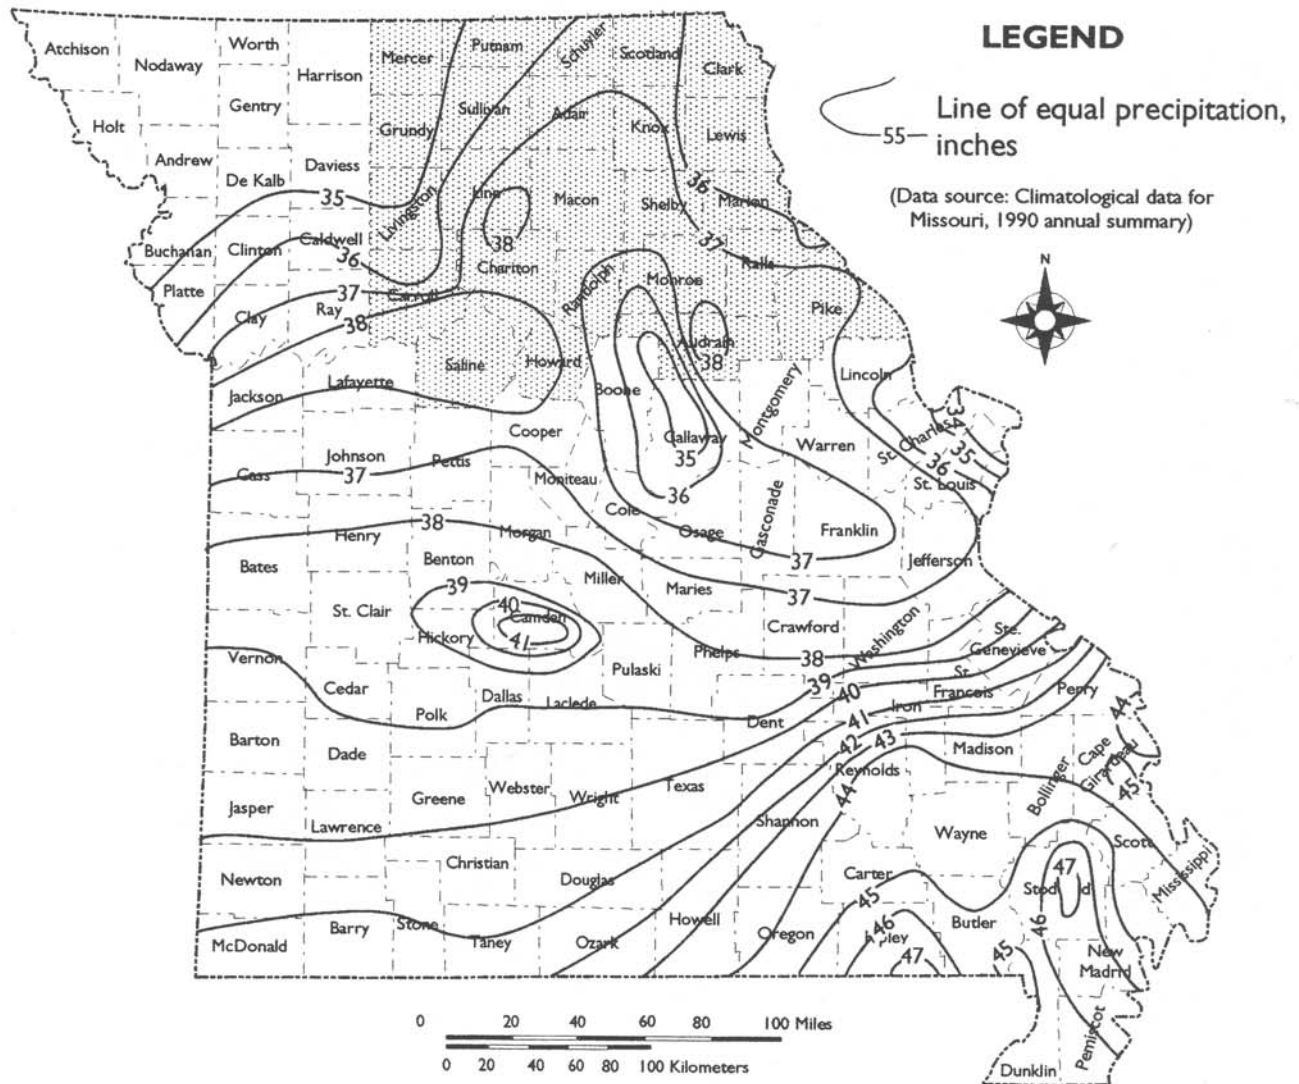 LEGEND
55
Line of equal precipitation,
inches
(Data source: Climatological data for
Missouri, 1990 annual summary)
N
Atchison
Nodaway
Worth
Harrison
Mercer
Putnam
Schuyler
Scotland
Clark
Holt
Gentry
Grundy
Sullivan
Adair
Knox
Lewis
Andrew
De Kalb
Daviess
35
Livingston
Linn
Macon
Shelby
36
Marion
Buchanan
Clinton
Caldwell
36
38
Chariton
Randolph
Monroe
37
Ralls
Platte
Clay
Ray
37
38
Carroll
Pike
Saline
Howard
Audrain
38
Lincoln
Jackson
Lafayette
Boone
Montgomery
Cooper
Callaway
35
Warren
St. Charles
35
36
St. Louis
Cass
Johnson
37
Pettis
Moniteau
36
Cole
Osage
Gasconade
Franklin
37
Jefferson
Bates
Henry
38
Morgan
Benton
39
Miller
Maries
37
St. Clair
40
Camden
41
Hickory
Crawford
Washington
Ste.
Genevieve
Vernon
Pulaski
Phelps
38
39
St.
Francois
Cedar
Dallas
Laclede
40
Iron
Perry
Polk
Dent
41
44
Barton
Dade
42
43
Madison
Cape
Girardeau
Reynolds
Bollinger
45
Jasper
Greene
Webster
Wright
Texas
44
Lawrence
Shannon
Wayne
Scott
Newton
Christian
Douglas
Carter
45
47
Mississippi
Howell
Butler
46
McDonald
Barry
Stone
Taney
Ozark
Oregon
46
47
45
New
Madrid
Pemiscot
Dunklin
0 20 40 60 80 100 Miles
0 20 40 60 80 100 Kilometers